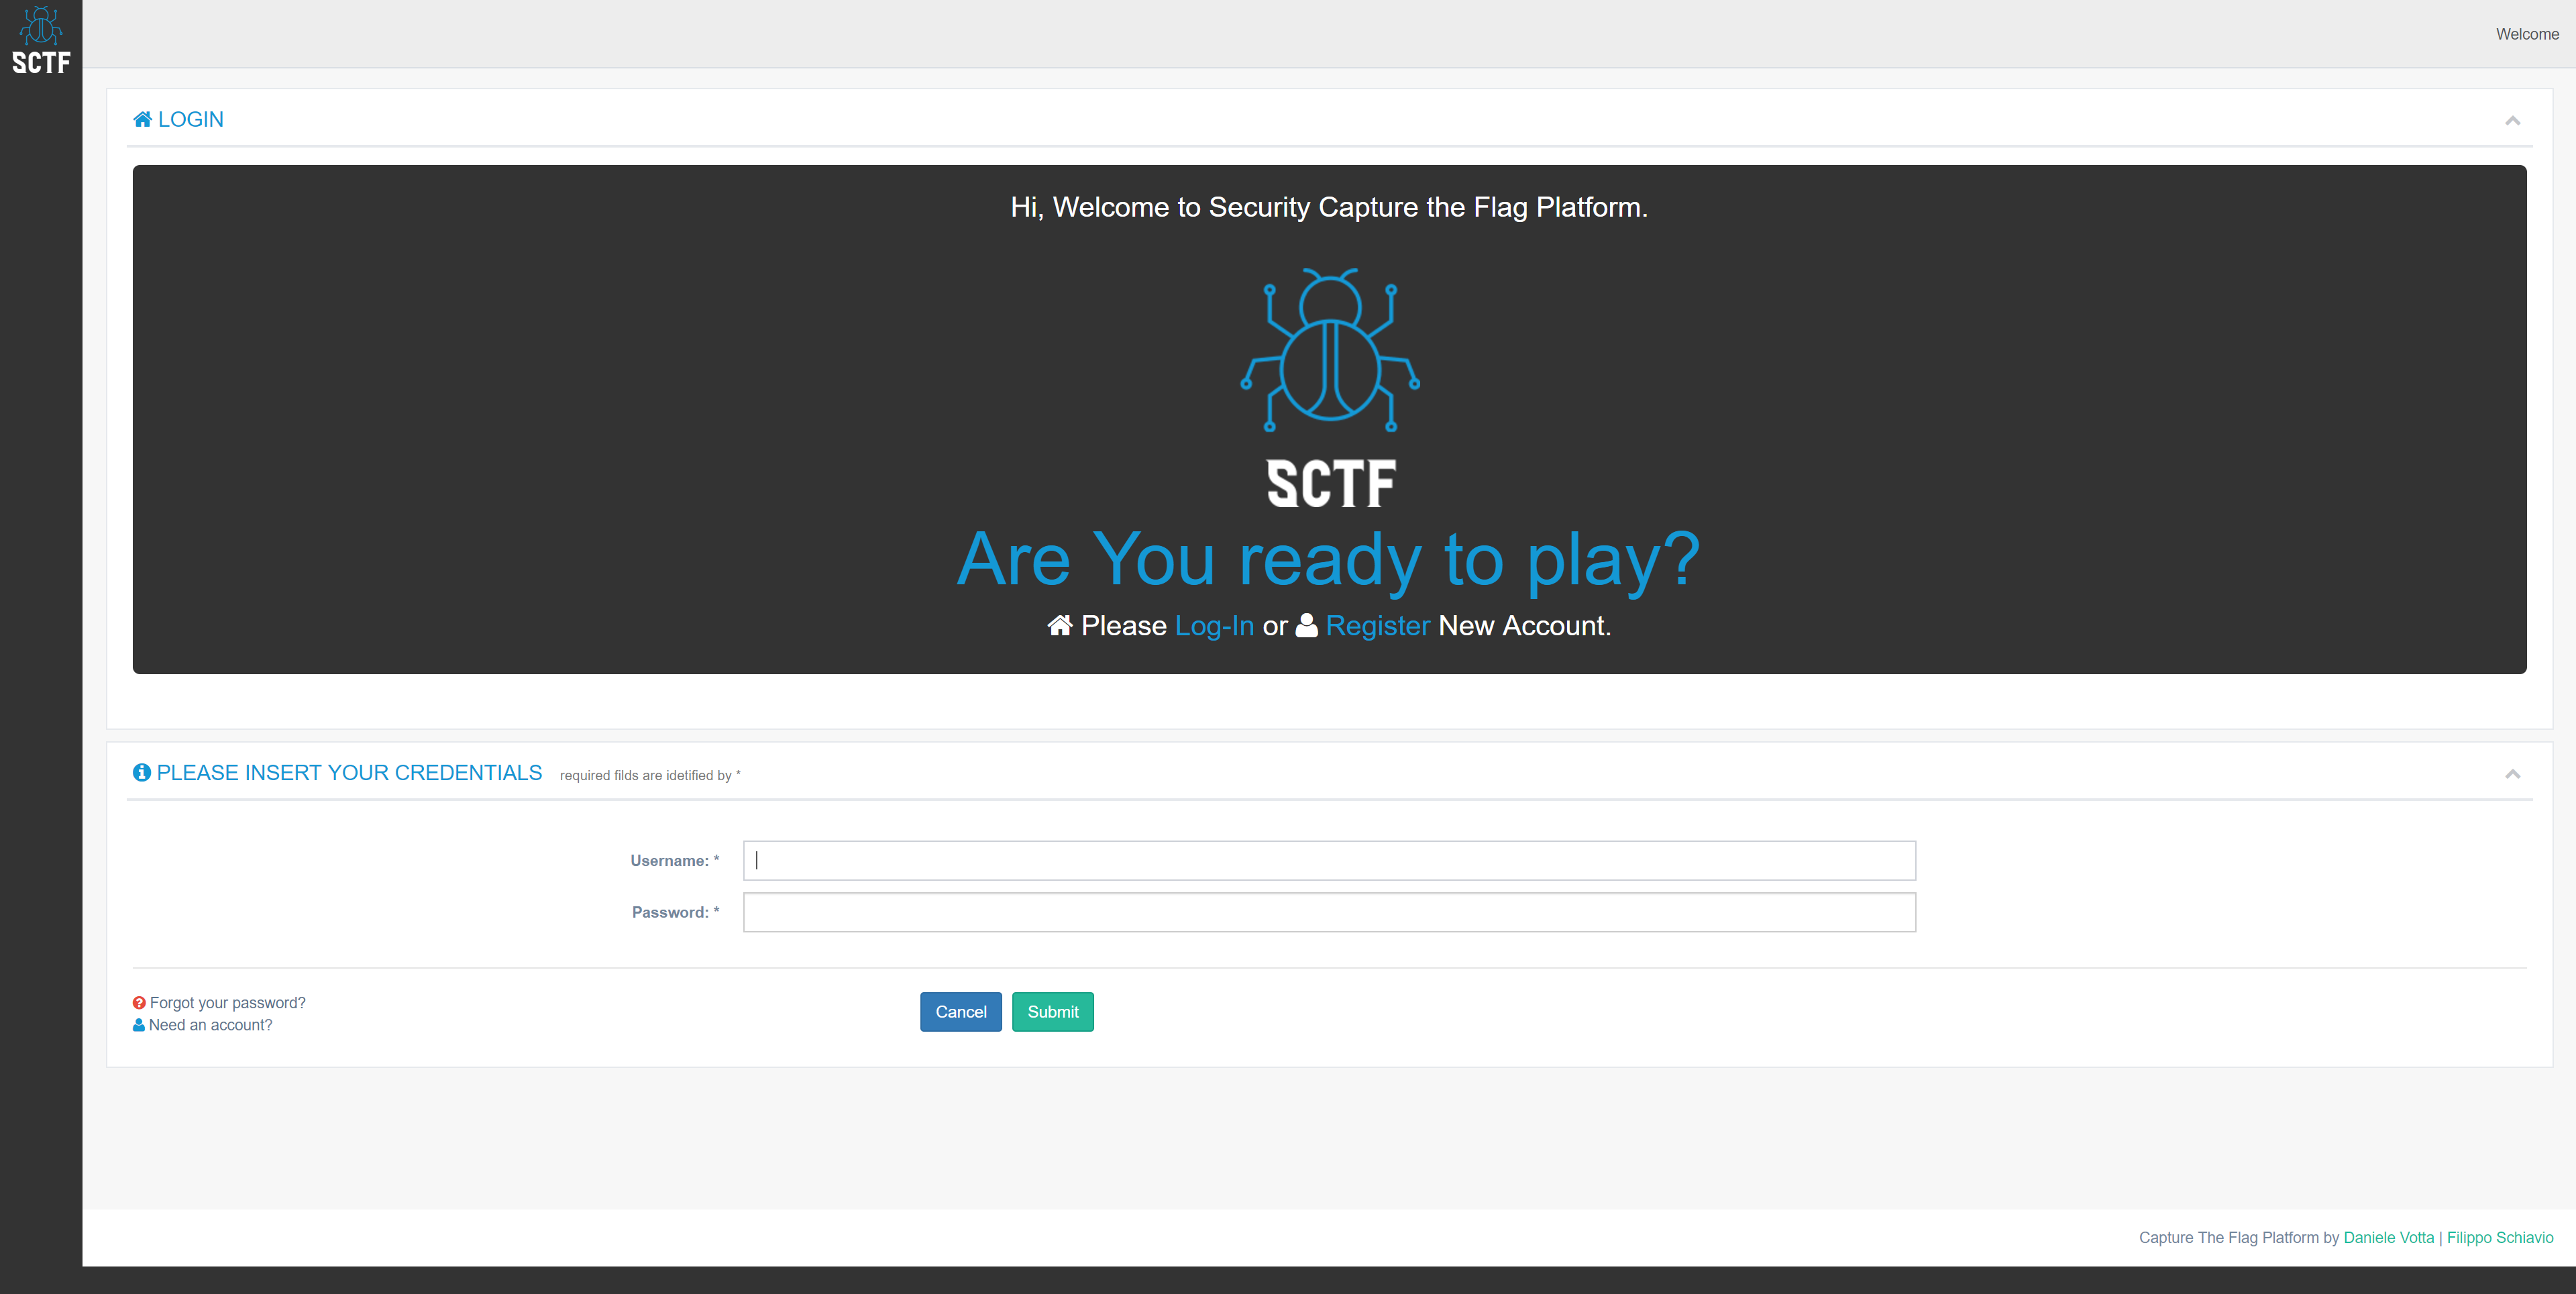 SCTF
Welcome
LOGIN
Hi, Welcome to Security Capture the Flag Platform.
SCTF
Are You ready to play?
Please Log-In or Register New Account.
PLEASE INSERT YOUR CREDENTIALS required filds are idetified by *
Username: *
Password: *
Forgot your password?
Need an account?
Cancel Submit
Capture The Flag Platform by Daniele Votta | Filippo Schiavio